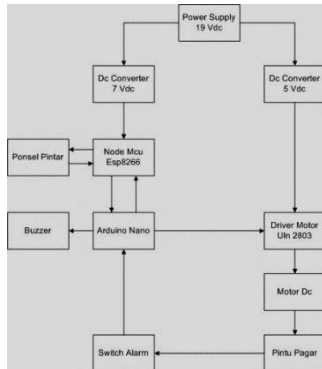 Power Supply
19 Vdc
Dc Converter
7 Vdc
Dc Converter
5 Vdc
Ponsel Pintar
Node Mcu
Esp8266
Buzzer
Arduino Nano
Driver Motor
Uln 2803
Motor Dc
Switch Alarm
Pintu Pagar